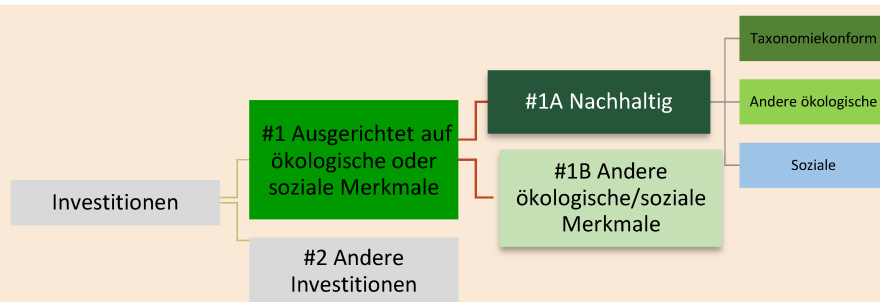 Investitionen
#1 Ausgerichtet auf
ökologische oder
soziale Merkmale
#2 Andere
Investitionen
#1A Nachhaltig
#1B Andere
ökologische/soziale
Merkmale
Taxonomiekonform
Andere ökologische
Soziale